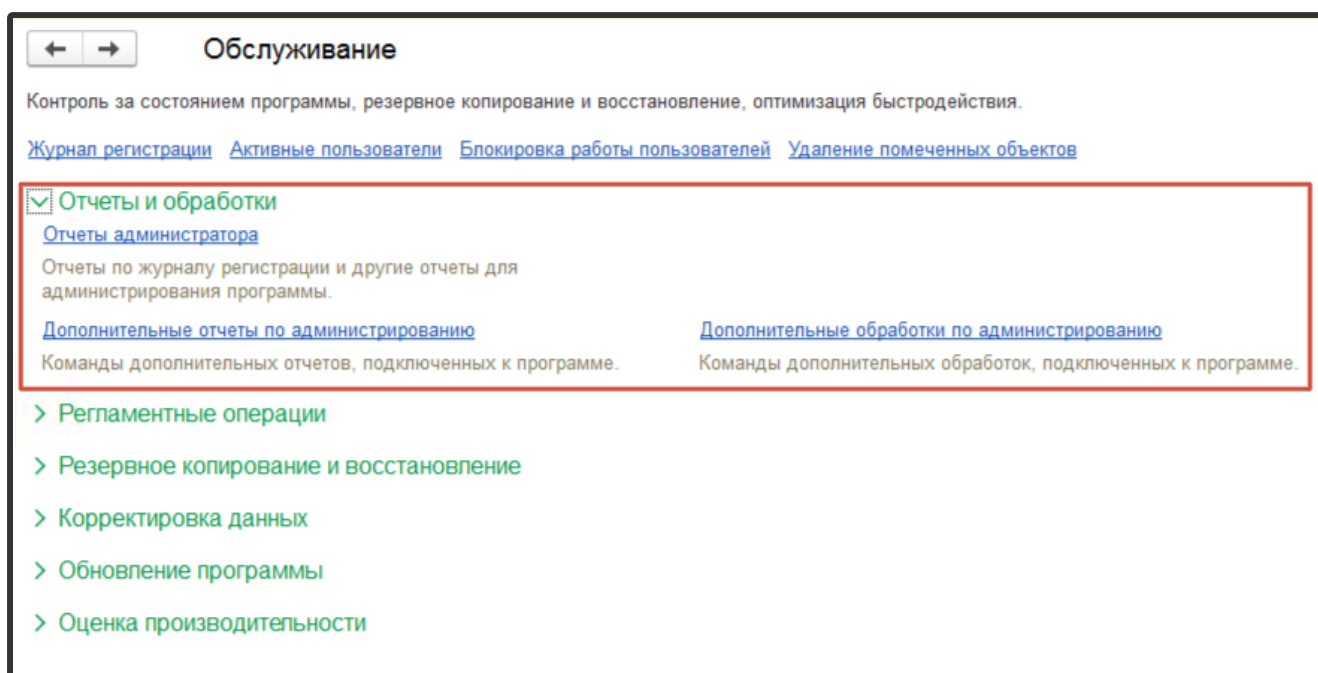 Обслуживание
Контроль за состоянием программы, резервное копирование и восстановление, оптимизация быстродействия.
Журнал регистрации Активные пользователи Блокировка работы пользователей Удаление помеченных объектов
Отчеты и обработки
Отчеты администратора
Отчеты по журналу регистрации и другие отчеты для
администрирования программы.
Дополнительные отчеты по администрированию Дополнительные обработки по администрированию
Команды дополнительных отчетов, подключенных к программе. Команды дополнительных обработок, подключенных к программе.
Регламентные операции
Резервное копирование и восстановление
Корректировка данных
Обновление программы
Оценка производительности